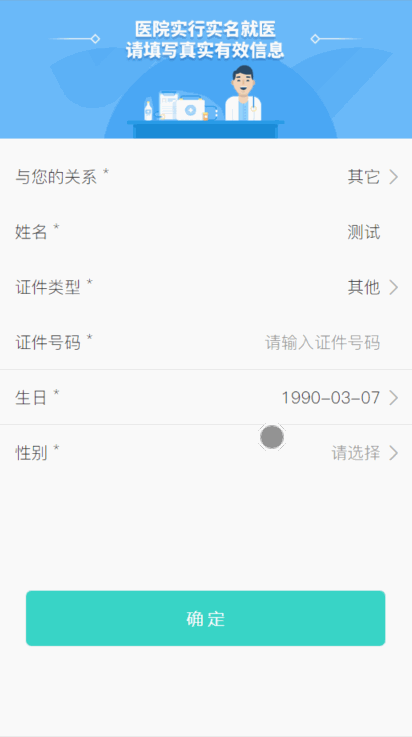 医院实行实名就医
请填写真实有效信息
与您的关系 * 其它
姓名 * 测试
证件类型 * 其他
证件号码 * 请输入证件号码
生日 * 1990-03-07
性别 * 请选择
确定